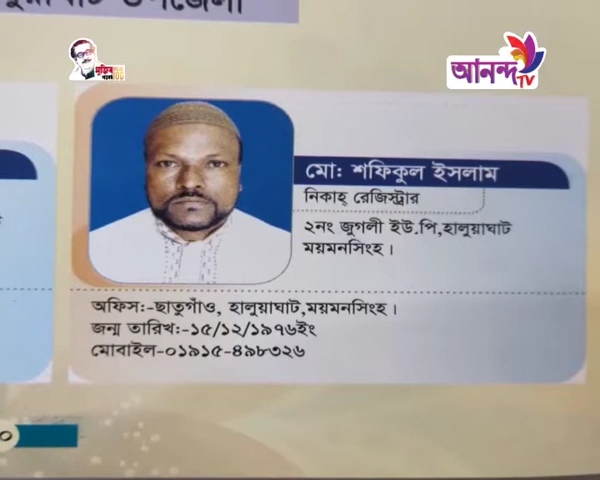 উপজেলা
আনন্দ
TV
মো: শফিকুল ইসলাম
নিকাহ্ রেজিস্ট্রার
২নং জুগলী ইউ.পি,হালুয়াঘাট
ময়মনসিংহ।
অফিস:-ছাতুগাঁও, হালুয়াঘাট,ময়মনসিংহ।
জন্ম তারিখ:-১৫/১২/১৯৭৬ইং
মোবাইল-০১৯১৫-৪৯৮৩২৬